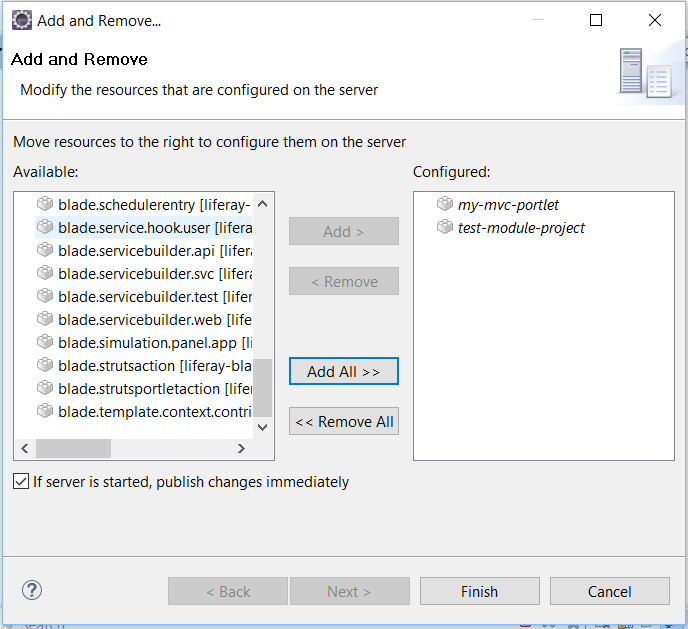 Add and Remove...
Add and Remove
Modify the resources that are configured on the server
Move resources to the right to configure them on the server
Available:
Configured:
blade.schedulerentry [liferay-
blade.service.hook.user [lifera
blade.servicebuilder.api [lifera
blade.servicebuilder.svc [lifera
blade.servicebuilder.test [lifera
blade.servicebuilder.web [life
blade.simulation.panel.app [li
blade.strutsaction [liferay-bla
blade.strutsportletaction [lifer
blade.template.context.contri
Add >
< Remove
Add All >>
<< Remove All
my-mvc-portlet
test-module-project
If server is started, publish changes immediately
?
< Back
Next >
Finish
Cancel